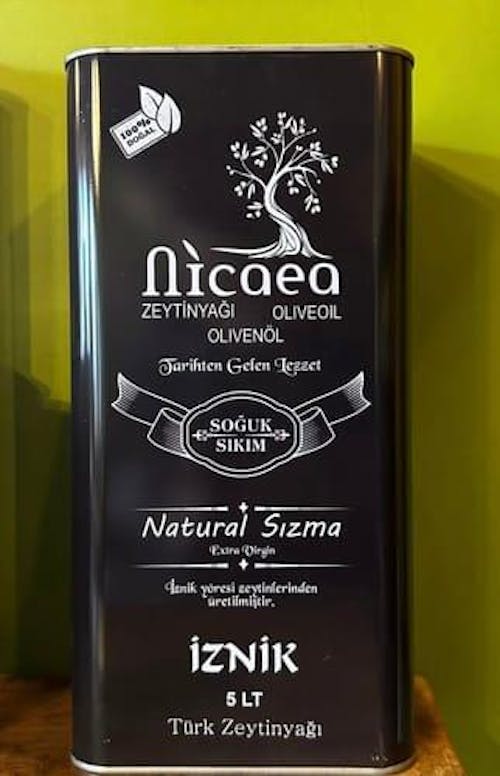 100%
DOĞAL
Nìcaea
ZEYTİNYAĞI OLIVEOIL
OLIVENÖL
Tarihten Gelen Lezzet
SOĞUK
SIKIM
Natural Sızma
Extra Virgin
İznik yöresi zeytinlerinden
üretilmiştir.
İZNİK
5 LT
Türk Zeytinyağı